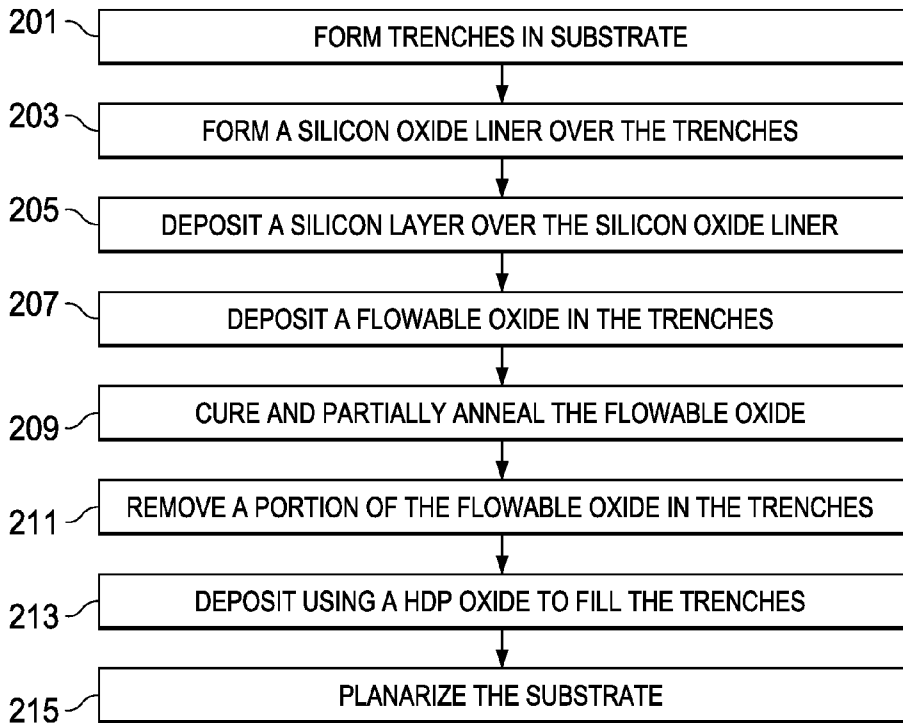 201 FORM TRENCHES IN SUBSTRATE
203 FORM A SILICON OXIDE LINER OVER THE TRENCHES
205 DEPOSIT A SILICON LAYER OVER THE SILICON OXIDE LINER
207 DEPOSIT A FLOWABLE OXIDE IN THE TRENCHES
209 CURE AND PARTIALLY ANNEAL THE FLOWABLE OXIDE
211 REMOVE A PORTION OF THE FLOWABLE OXIDE IN THE TRENCHES
213 DEPOSIT USING A HDP OXIDE TO FILL THE TRENCHES
215 PLANARIZE THE SUBSTRATE